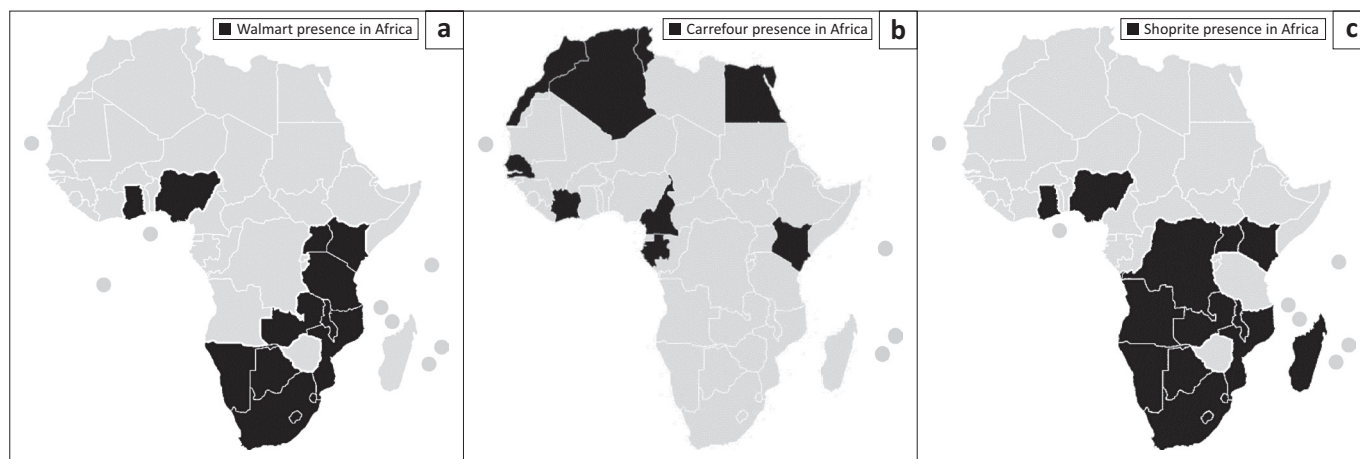 Walmart presence in Africa
a
Carrefour presence in Africa
b
Shoprite presence in Africa
c